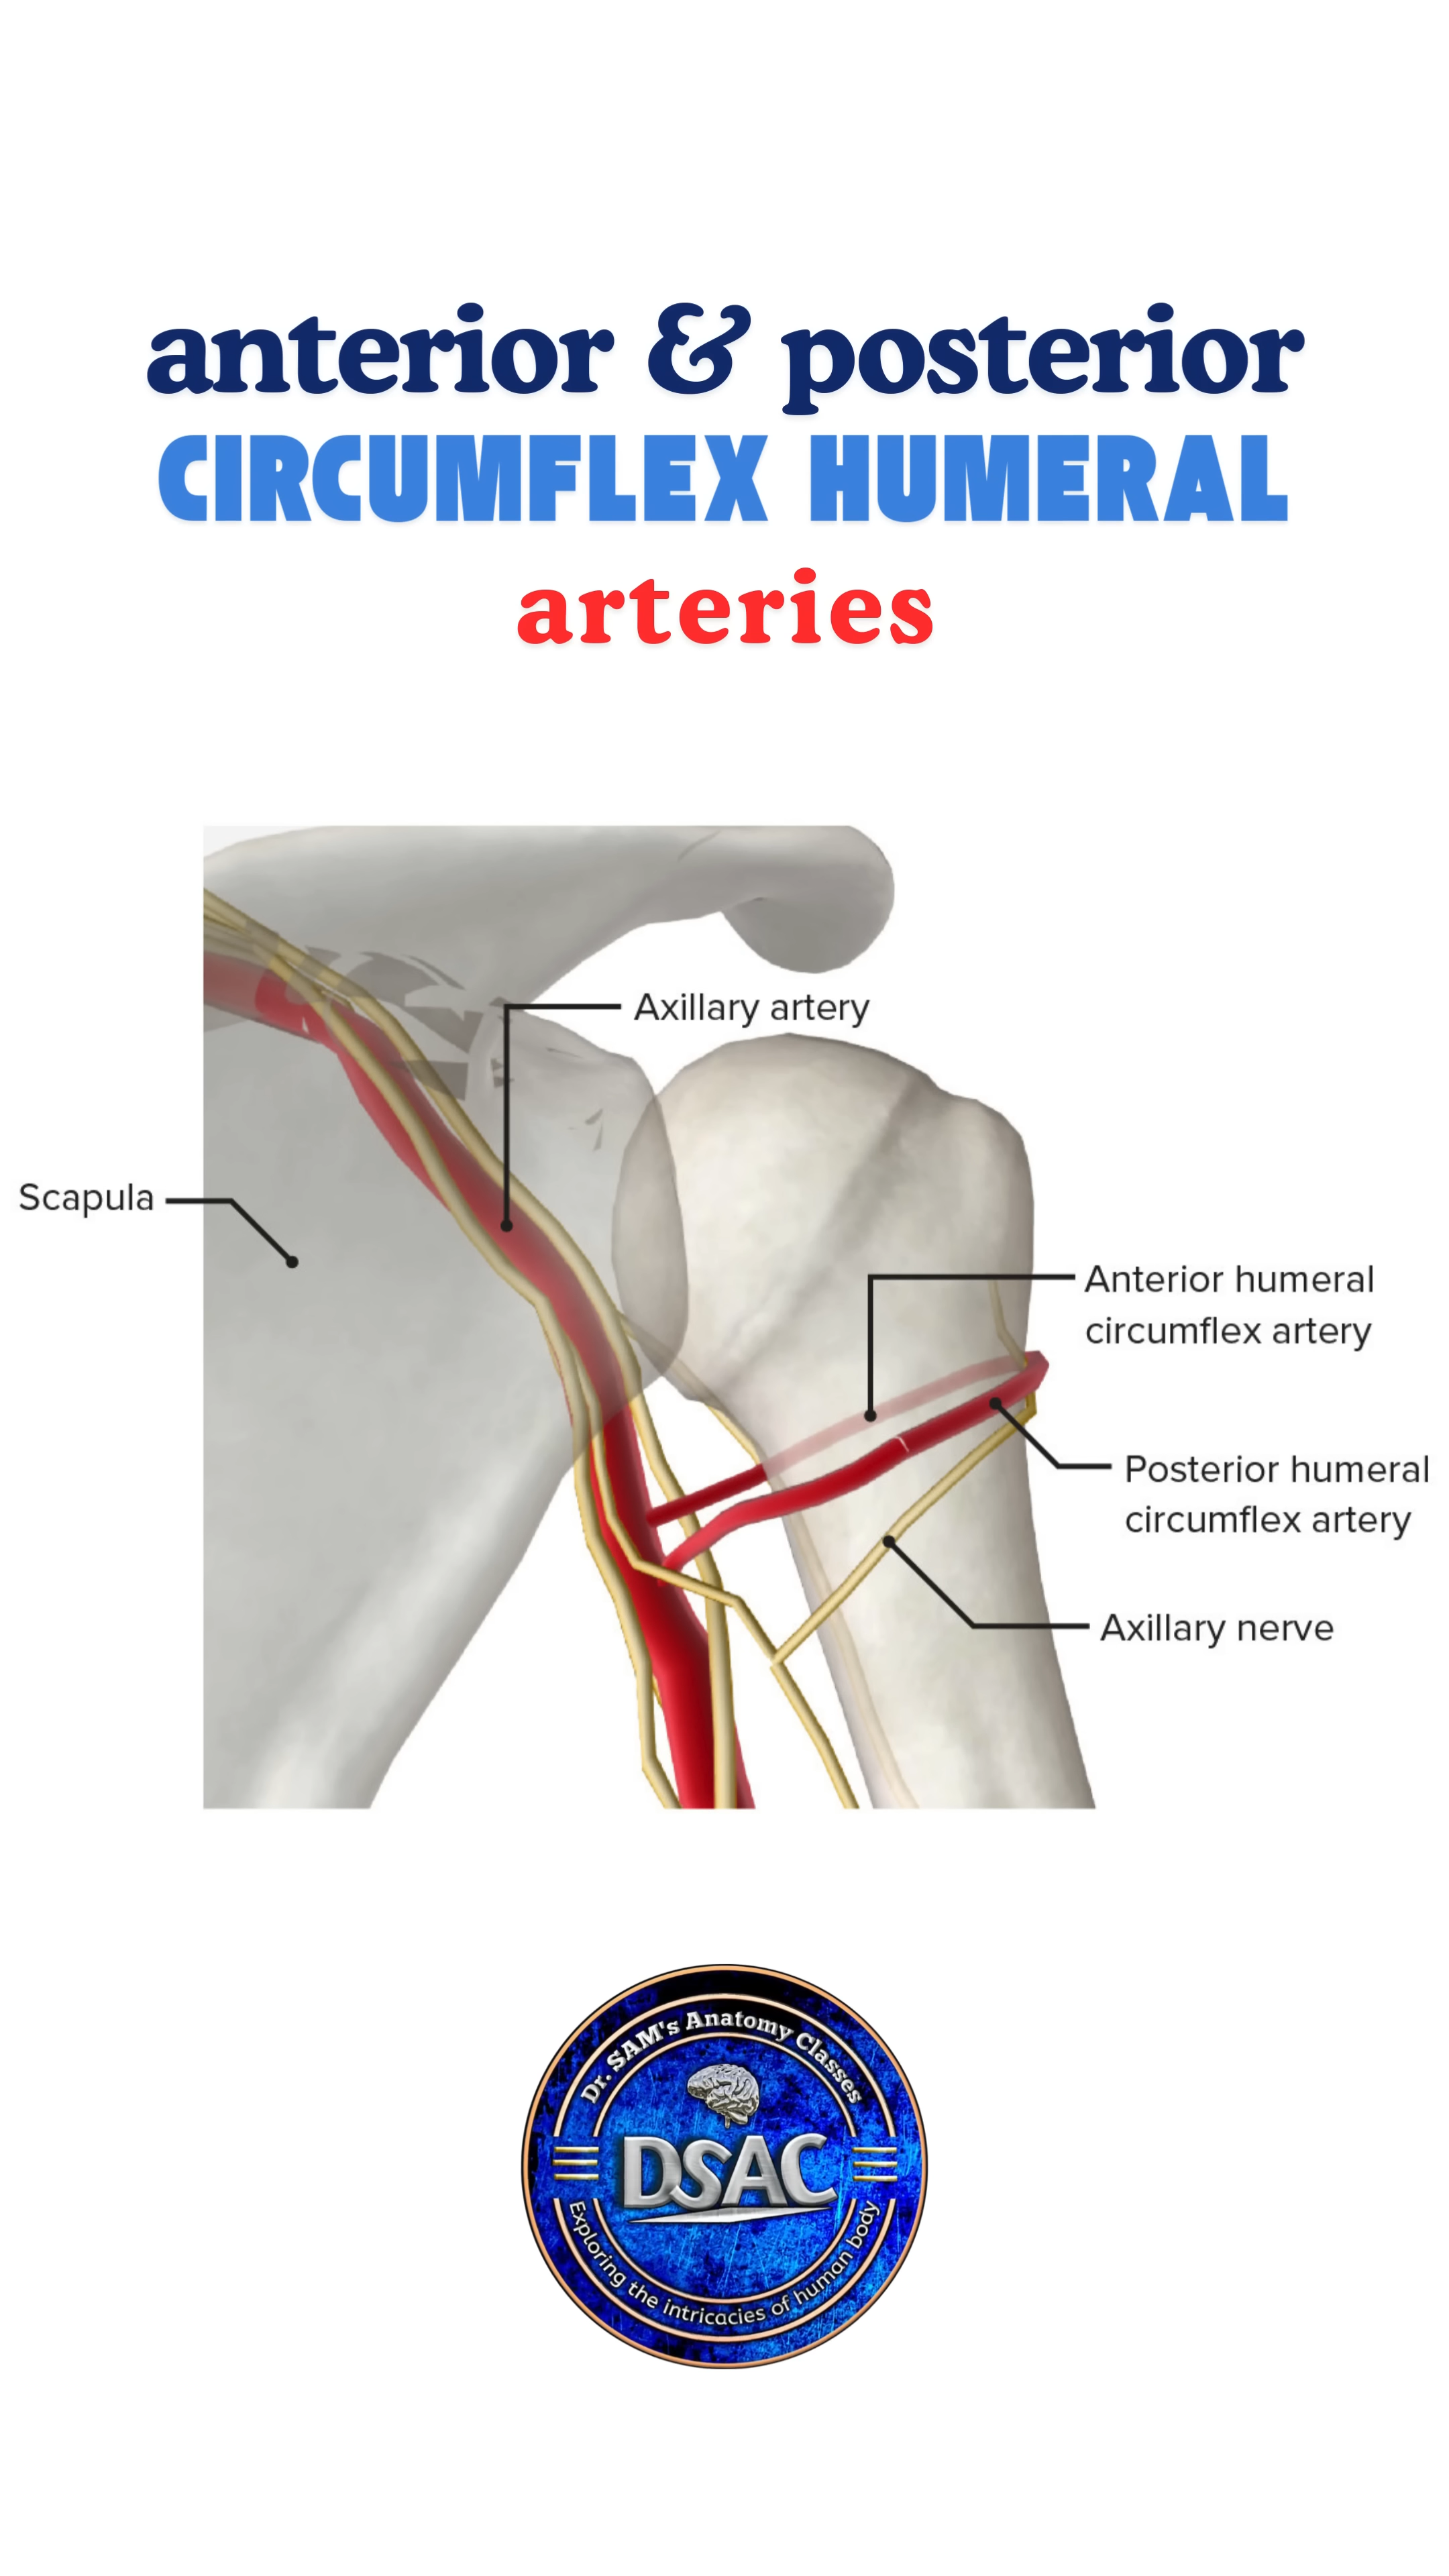 anterior & posterior
CIRCUMFLEX HUMERAL
arteries
Axillary artery
Scapula
Anterior humeral
circumflex artery
Posterior humeral
circumflex artery
Axillary nerve
Dr. SAM's Anatomy Classes
DSAC
Exploring the intricacies of human body